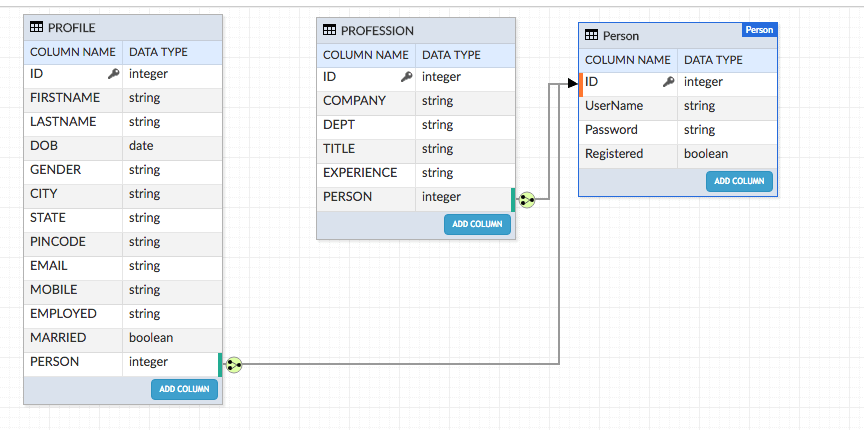 PROFILE
COLUMN NAME DATA TYPE
ID integer
FIRSTNAME string
LASTNAME string
DOB date
GENDER string
CITY string
STATE string
PINCODE string
EMAIL string
MOBILE string
EMPLOYED string
MARRIED boolean
PERSON integer
ADD COLUMN
PROFESSION
COLUMN NAME DATA TYPE
ID integer
COMPANY string
DEPT string
TITLE string
EXPERIENCE string
PERSON integer
ADD COLUMN
Person
Person
COLUMN NAME DATA TYPE
ID integer
UserName string
Password string
Registered boolean
ADD COLUMN